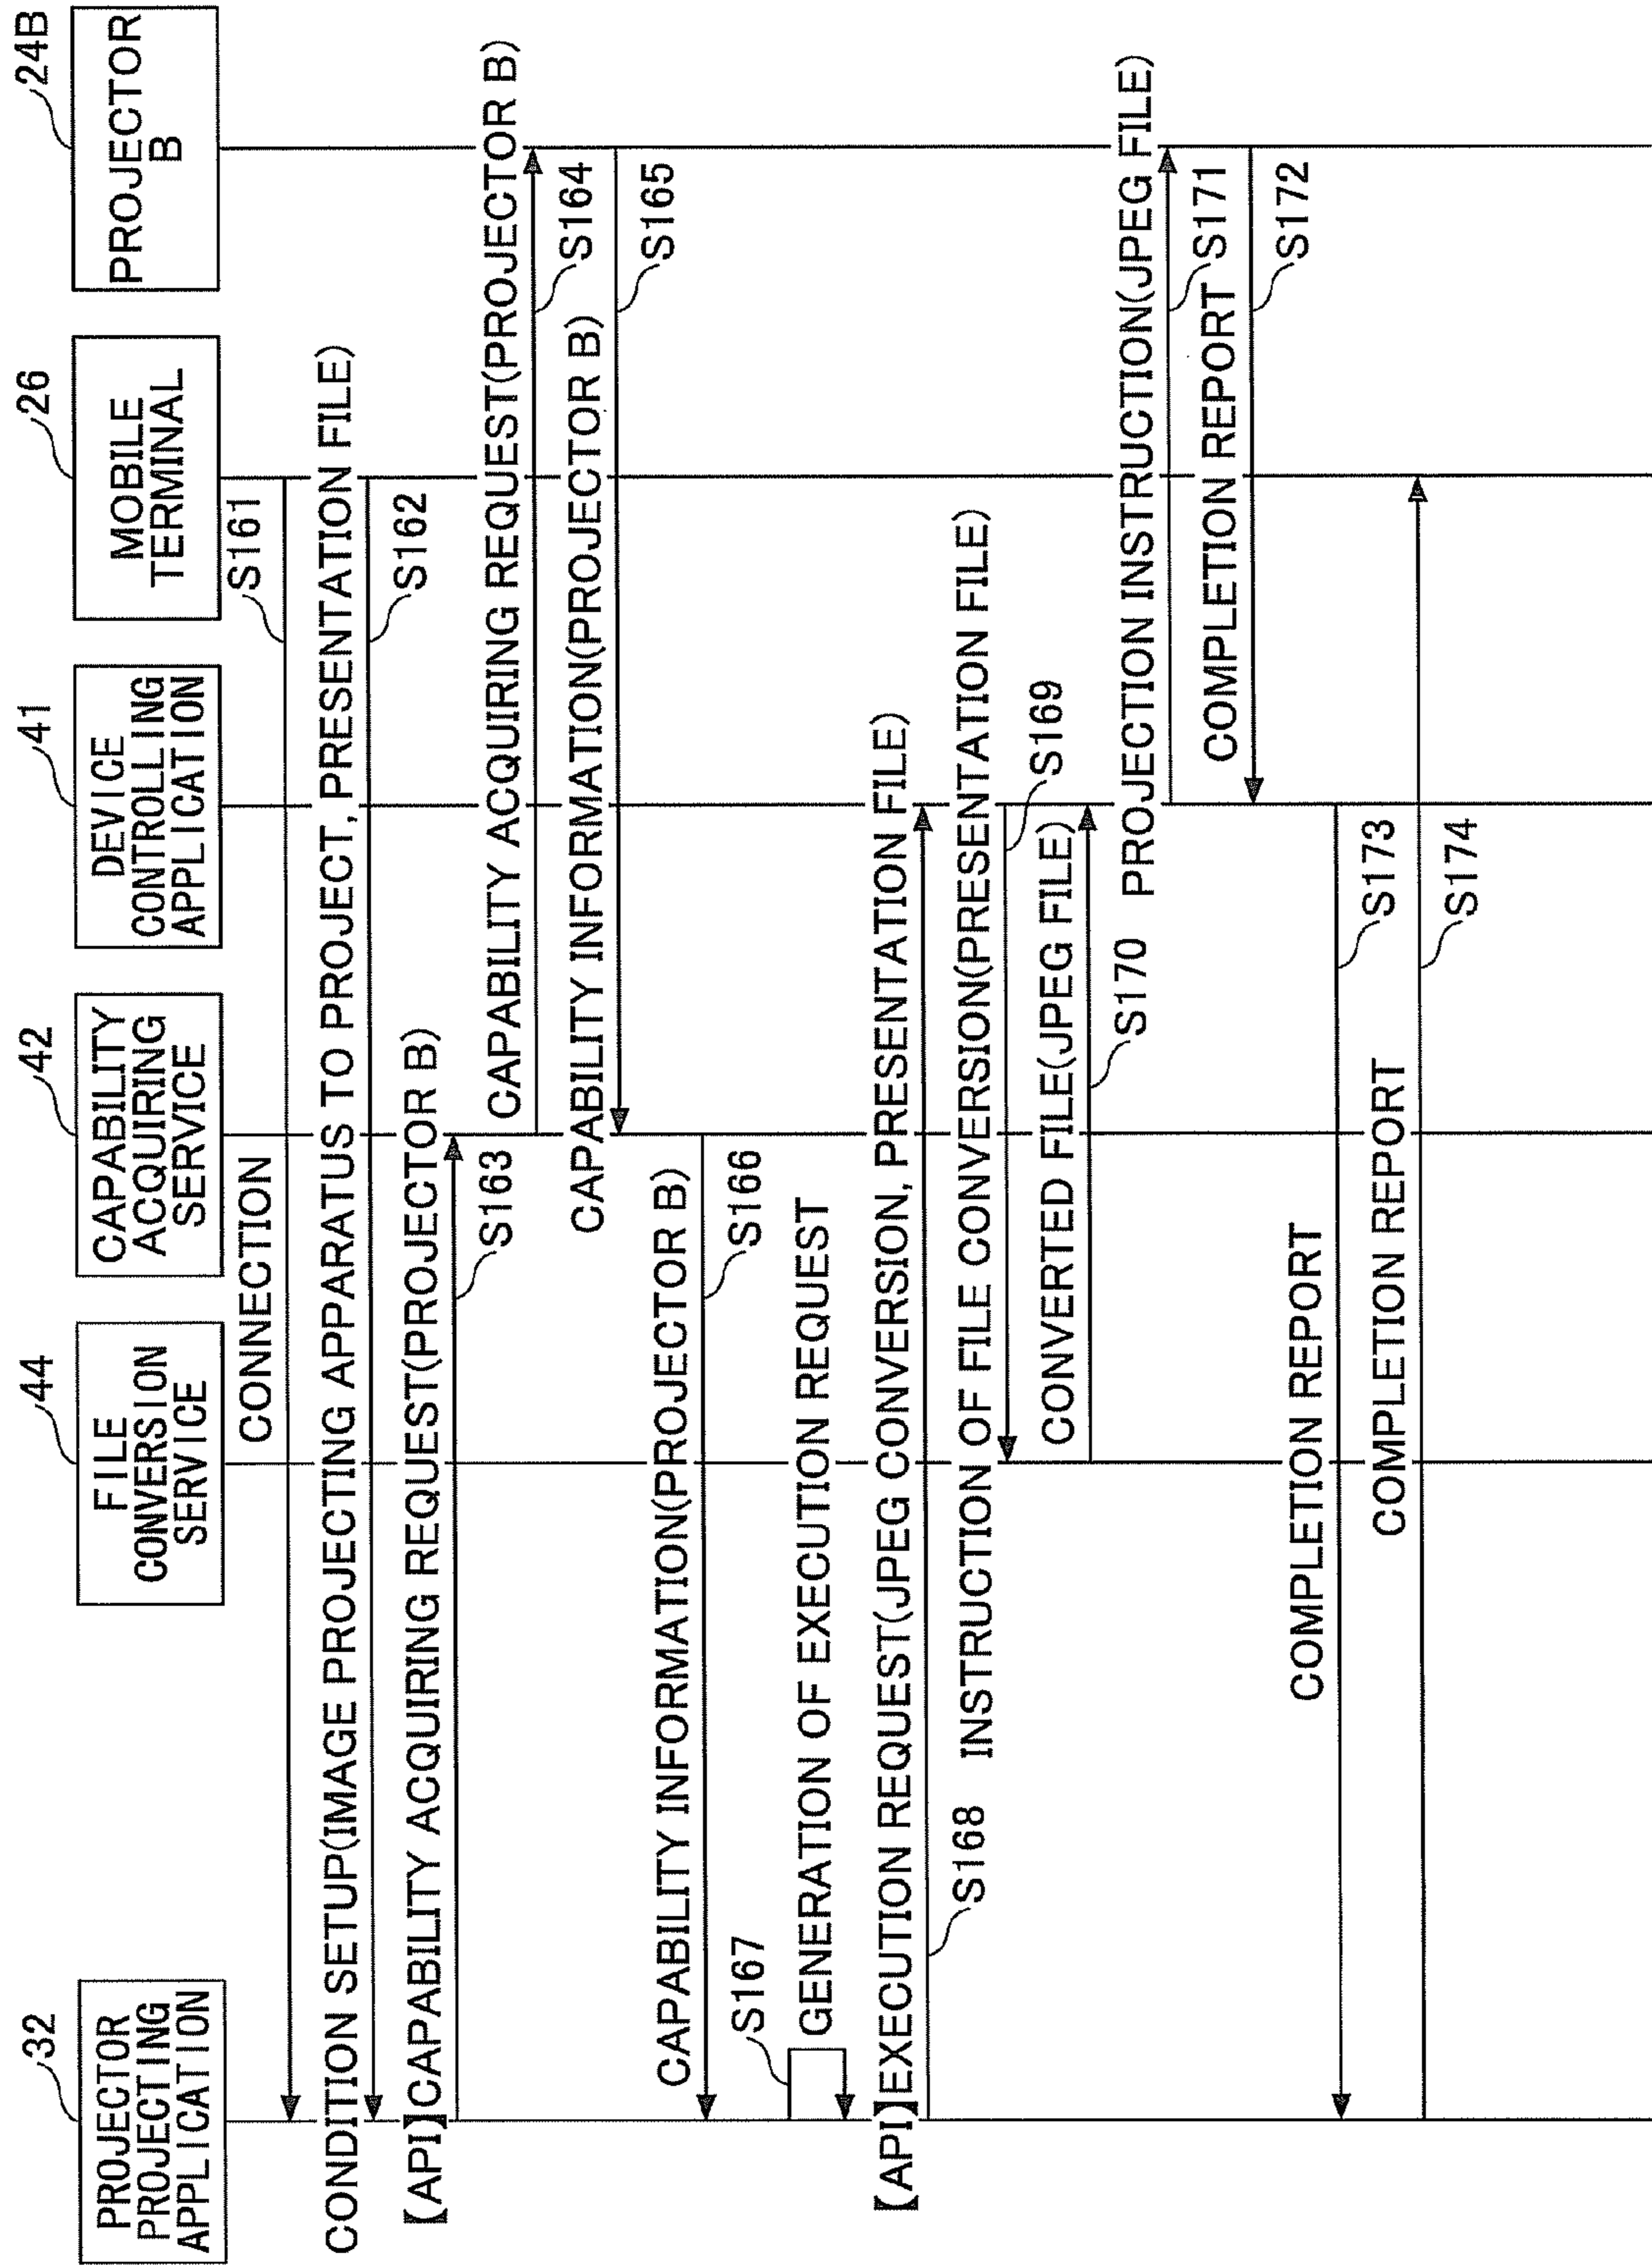 32
PROJECTOR
PROJECTING
APPLICATION
44
FILE
CONVERSION
SERVICE
42
CAPABILITY
ACQUIRING
SERVICE
41
DEVICE
CONTROLLING
APPLICATION
26
MOBILE
TERMINAL
24B
PROJECTOR
B
CONNECTION
S161
CONDITION SETUP(IMAGE PROJECTING APPARATUS TO PROJECT, PRESENTATION FILE)
S162
【API】CAPABILITY ACQUIRING REQUEST(PROJECTOR B)
S163
CAPABILITY ACQUIRING REQUEST(PROJECTOR B)
S164
CAPABILITY INFORMATION(PROJECTOR B)
S165
CAPABILITY INFORMATION(PROJECTOR B)
S166
S167
GENERATION OF EXECUTION REQUEST
【API】EXECUTION REQUEST(JPEG CONVERSION, PRESENTATION FILE)
S168
INSTRUCTION OF FILE CONVERSION(PRESENTATION FILE)
S169
CONVERTED FILE(JPEG FILE)
S170
PROJECTION INSTRUCTION(JPEG FILE)
S171
COMPLETION REPORT
S172
COMPLETION REPORT
S173
COMPLETION REPORT
S174